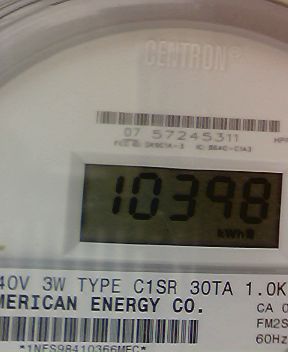 CENTRON®
07 57245311
10398
kWh
40V 3W TYPE C1SR 30TA 1.0K
MERICAN ENERGY CO.
CA 0
FM2S
60Hz
*1NES98410366MEC*